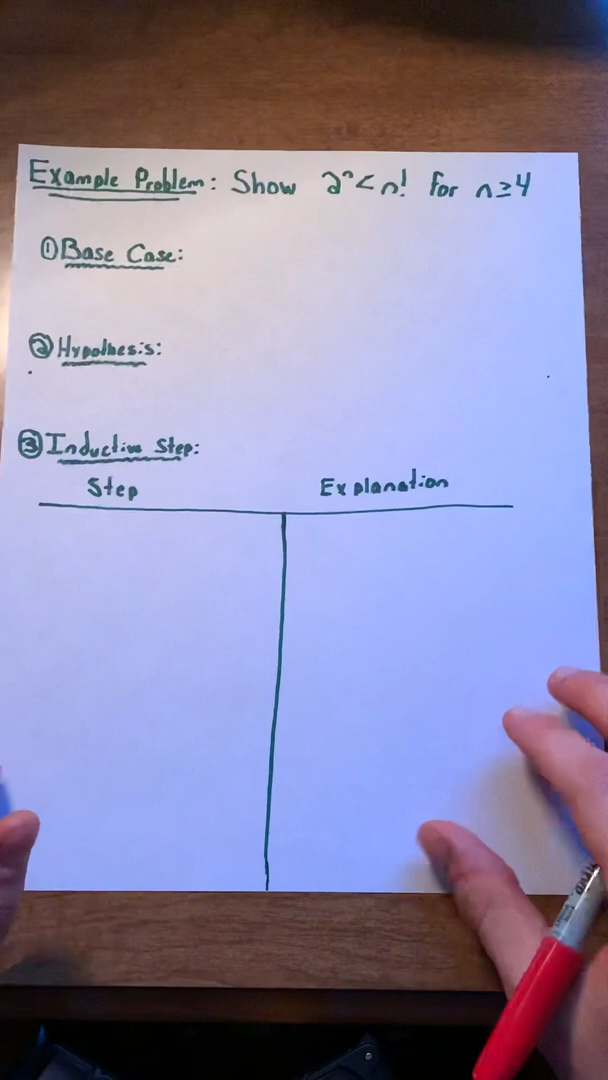 Example Problem: Show 2ⁿ < n! for n ≥ 4
① Base Case:
② Hypothesis:
③ Inductive Step:
Step Explanation